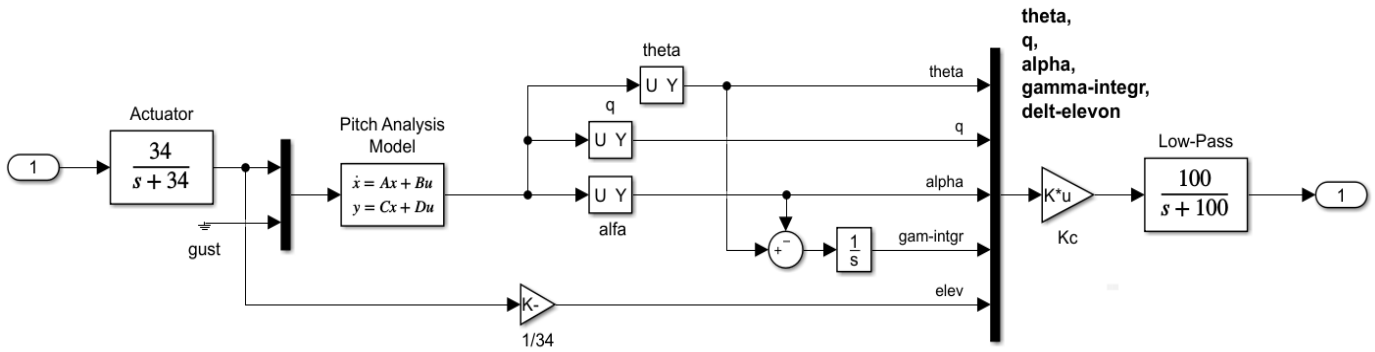 theta,
q,
alpha,
gamma-integr,
delt-elevon
theta
U Y
theta
q
U Y
q
Actuator
34
s + 34
Pitch Analysis
Model
ẋ = Ax + Bu
y = Cx + Du
1
gust
U Y
alfa
alpha
+
−
1
s
gam-intgr
K-
1/34
elev
K*u
Kc
Low-Pass
100
s + 100
1